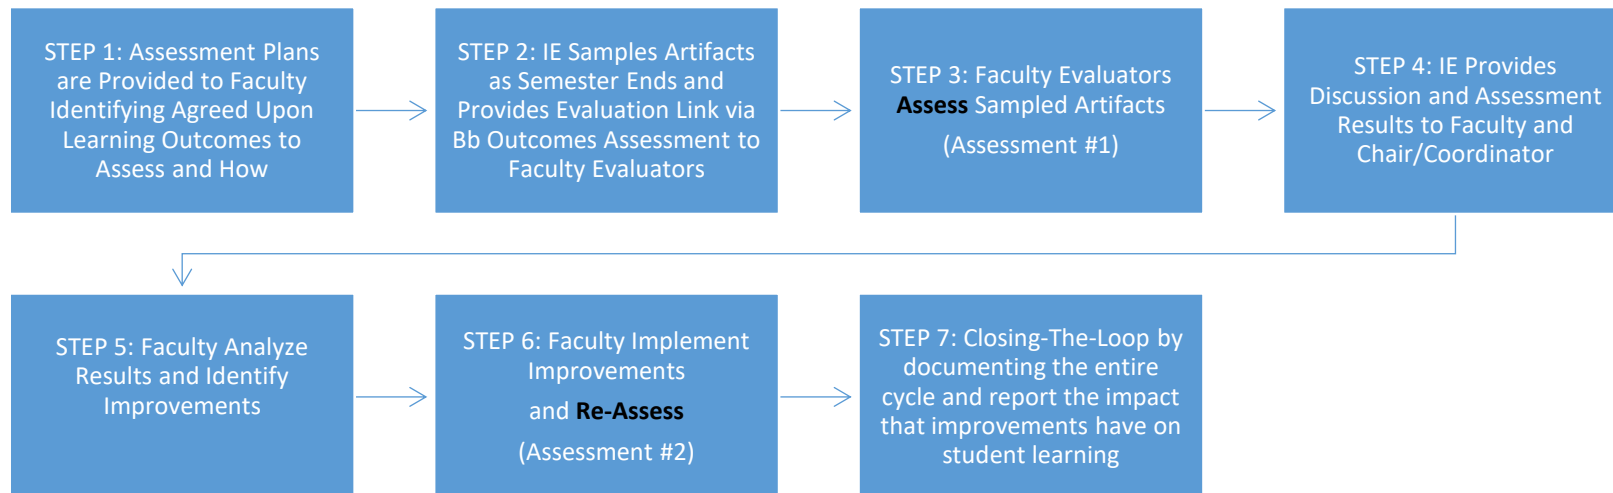 STEP 1: Assessment Plans
are Provided to Faculty
Identifying Agreed Upon
Learning Outcomes to
Assess and How
STEP 2: IE Samples Artifacts
as Semester Ends and
Provides Evaluation Link via
Bb Outcomes Assessment to
Faculty Evaluators
STEP 3: Faculty Evaluators
Assess Sampled Artifacts
(Assessment #1)
STEP 4: IE Provides
Discussion and Assessment
Results to Faculty and
Chair/Coordinator
STEP 5: Faculty Analyze
Results and Identify
Improvements
STEP 6: Faculty Implement
Improvements
and Re-Assess
(Assessment #2)
STEP 7: Closing-The-Loop by
documenting the entire
cycle and report the impact
that improvements have on
student learning